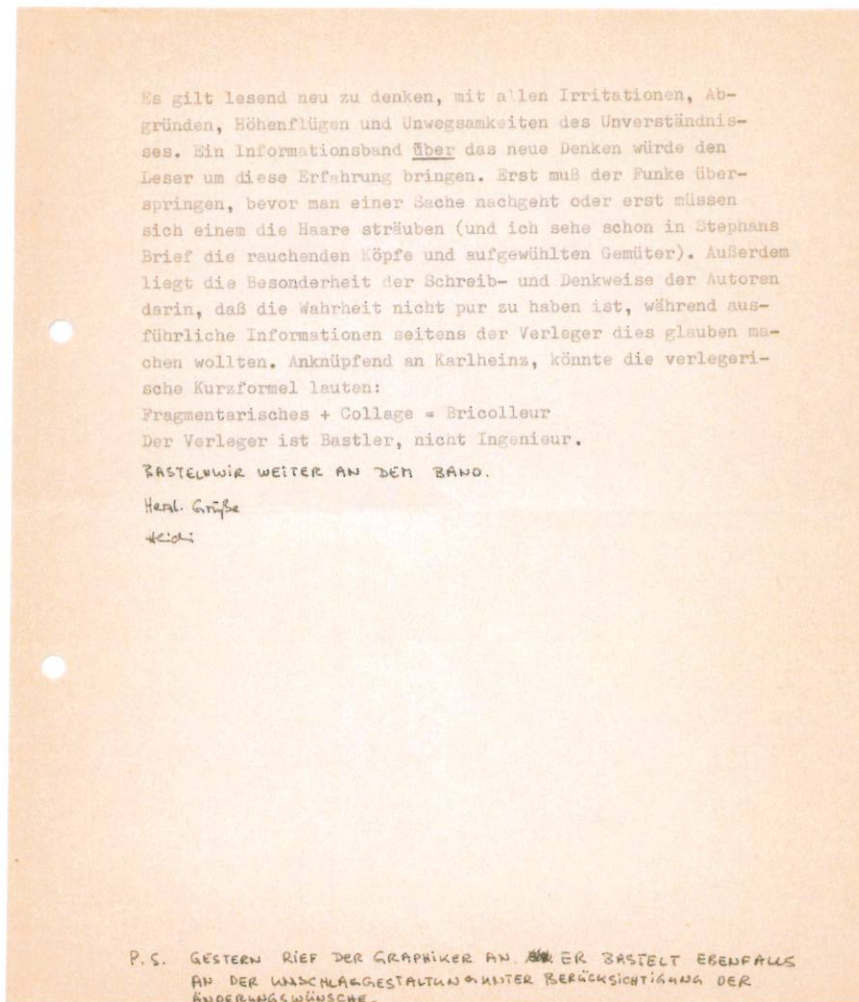 Es gilt lesend neu zu denken, mit allen Irritationen, Ab-
gründen, Höhenflügen und Unwegsamkeiten des Unverständnis-
ses. Ein Informationsband über das neue Denken würde den
Leser um diese Erfahrung bringen. Erst muß der Funke über-
springen, bevor man einer Sache nachgeht oder erst müssen
sich einem die Haare sträuben (und ich sehe schon in Stephans
Brief die rauchenden Köpfe und aufgewühlten Gemüter). Außerdem
liegt die Besonderheit der Schreib- und Denkweise der Autoren
darin, daß die Wahrheit nicht pur zu haben ist, während aus-
führliche Informationen seitens der Verleger dies glauben ma-
chen wollten. Anknüpfend an Karlheinz, könnte die verlegeri-
sche Kurzformel lauten:
Fragmentarisches + Collage = Bricolleur
Der Verleger ist Bastler, nicht Ingenieur.
BASTELN WIR WEITER AN DEM BAND.
Herzl. Grüße
Heidi
P.S. GESTERN RIEF DER GRAPHIKER AN. ER BASTELT EBENFALLS
AN DER UMSCHLAGGESTALTUNG UNTER BERÜCKSICHTIGUNG DER
ÄNDERUNGSWÜNSCHE.